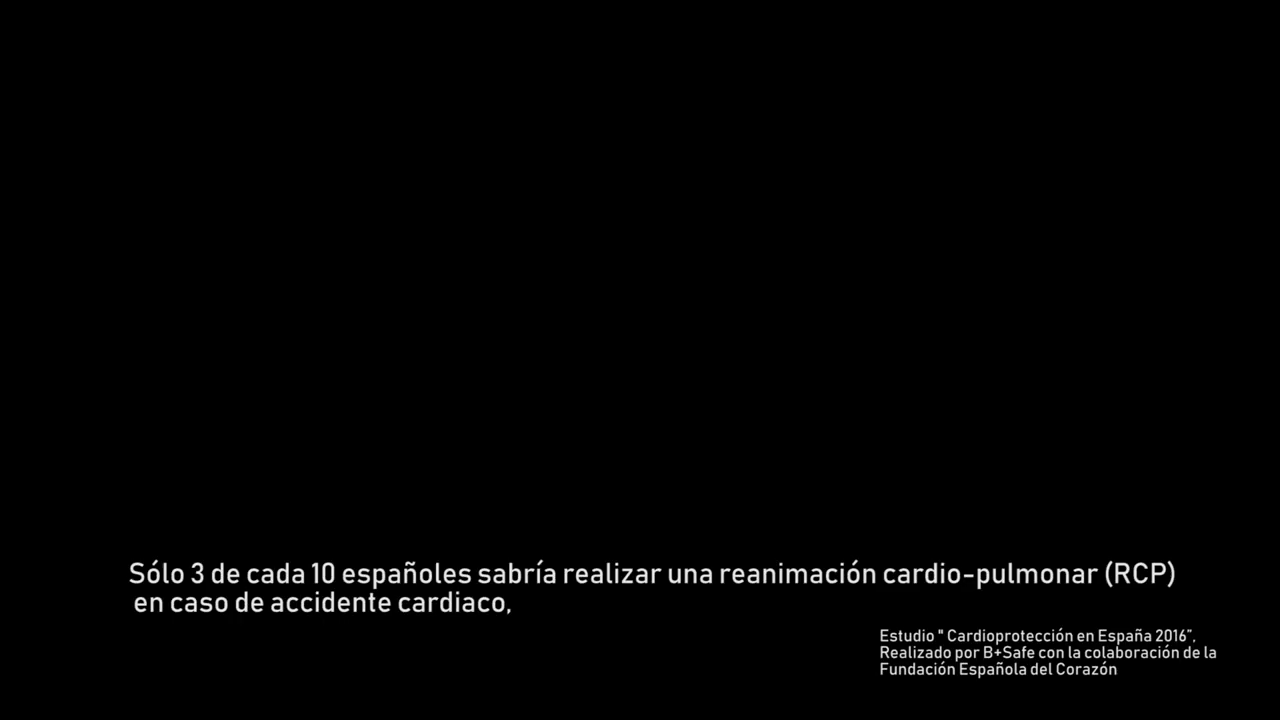 Sólo 3 de cada 10 españoles sabría realizar una reanimación cardio-pulmonar (RCP)
en caso de accidente cardiaco,
Estudio " Cardioprotección en España 2016”,
Realizado por B+Safe con la colaboración de la
Fundación Española del Corazón